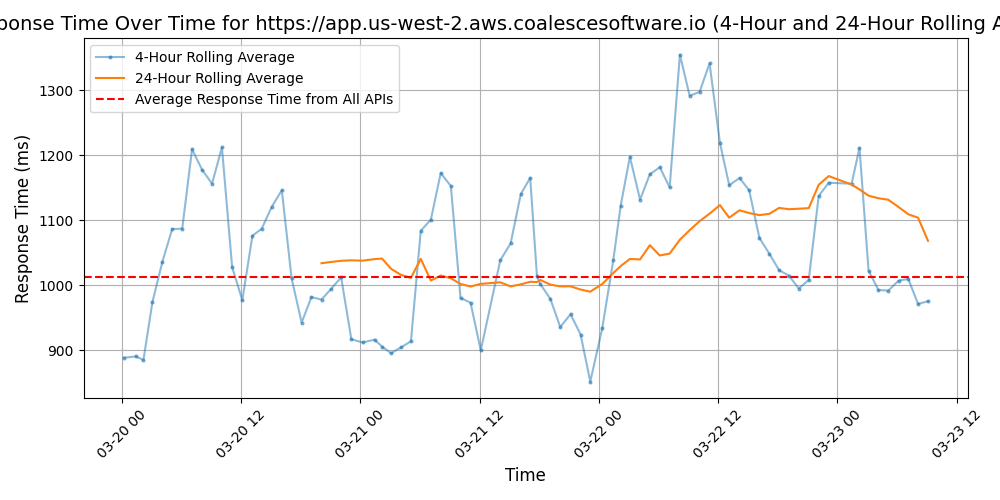 ponse Time Over Time for https://app.us-west-2.aws.coalescesoftware.io (4-Hour and 24-Hour Rolling A
4-Hour Rolling Average
24-Hour Rolling Average
Average Response Time from All APIs
Response Time (ms)
1300
1200
1100
1000
900
03-20 00
03-20 12
03-21 00
03-21 12
03-22 00
03-22 12
03-23 00
03-23 12
Time